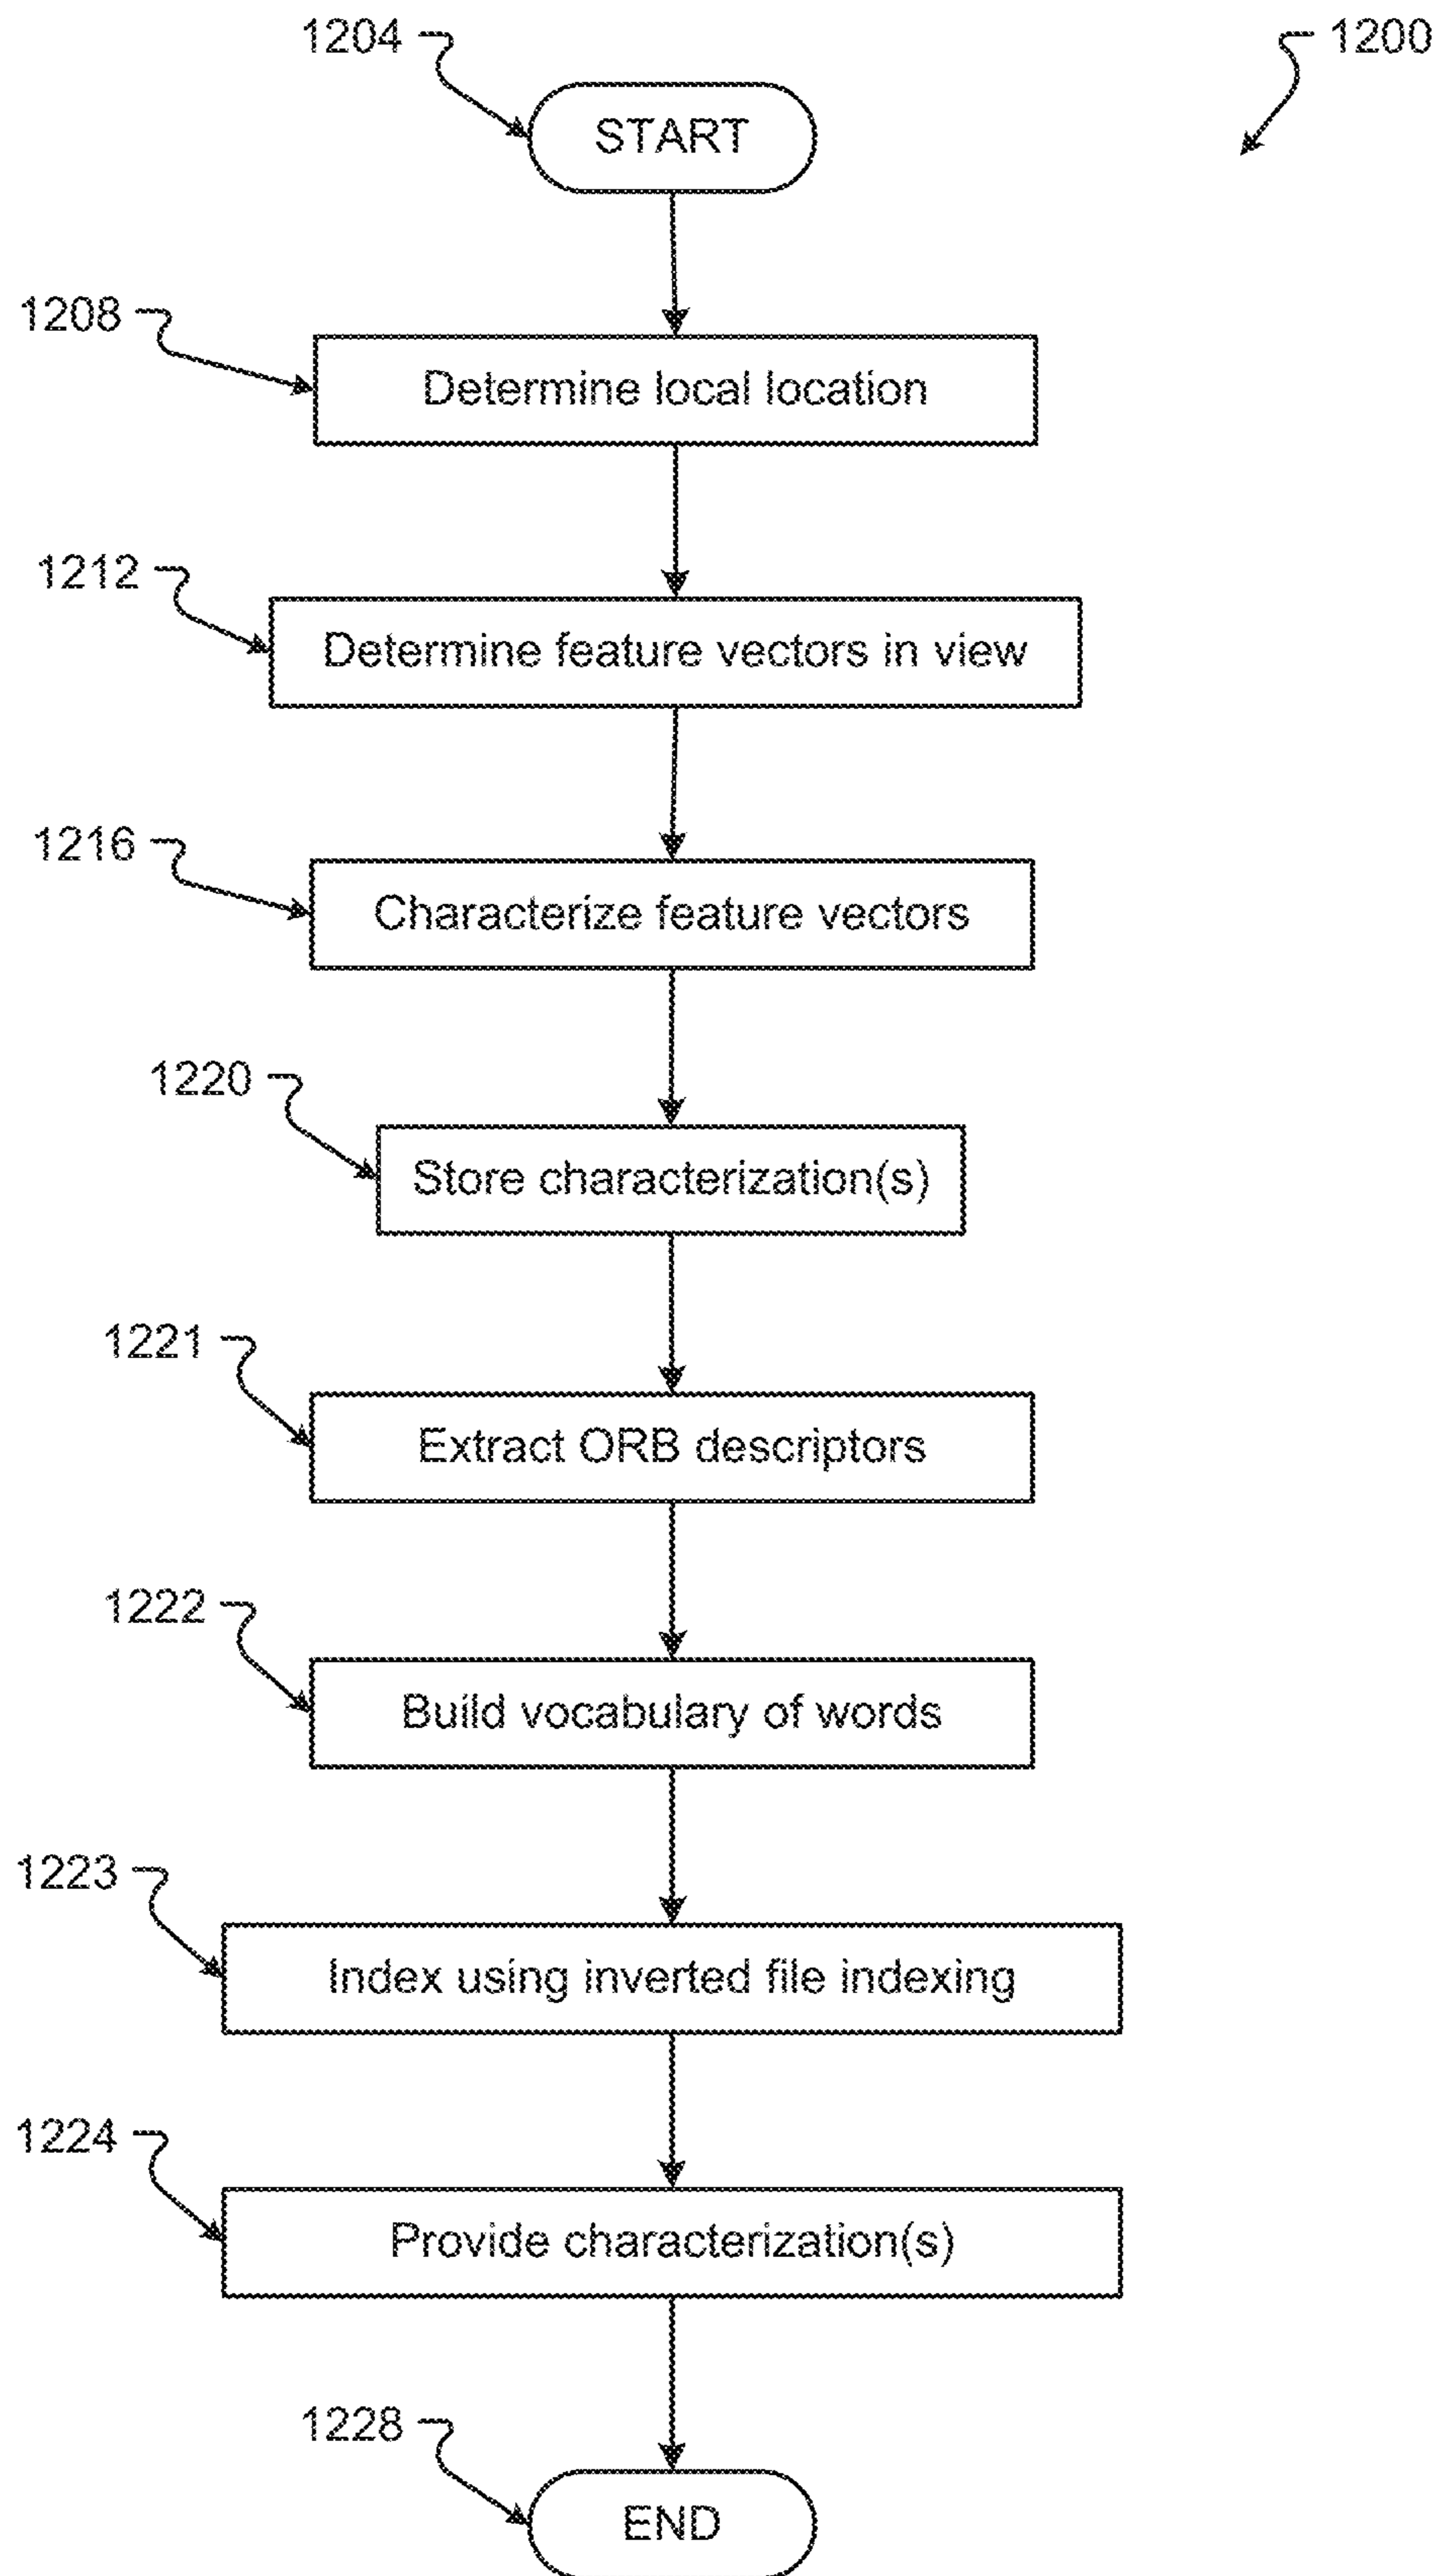 1204
1200
START
1208
Determine local location
1212
Determine feature vectors in view
1216
Characterize feature vectors
1220
Store characterization(s)
1221
Extract ORB descriptors
1222
Build vocabulary of words
1223
Index using inverted file indexing
1224
Provide characterization(s)
1228
END